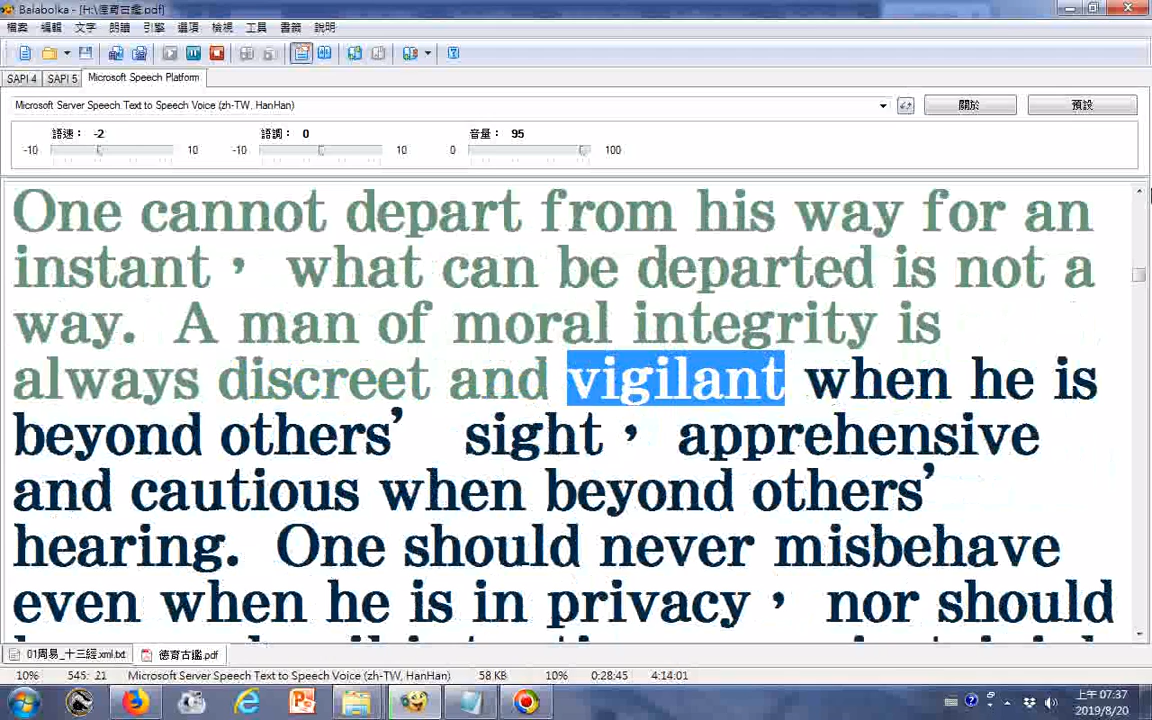 Balabolka - [H:\德育古鑑.pdf]
檔案 編輯 文字 朗讀 引擎 選項 檢視 工具 書籤 說明
SAPI 4 SAPI 5 Microsoft Speech Platform
Microsoft Server Speech Text to Speech Voice (zh-TW, HanHan) 關於 預設
語速： -2 語調： 0 音量： 95
-10 10 -10 10 0 100
One cannot depart from his way for an
instant， what can be departed is not a
way. A man of moral integrity is
always discreet and vigilant when he is
beyond others’ sight， apprehensive
and cautious when beyond others’
hearing. One should never misbehave
even when he is in privacy， nor should
01周易_十三經.xml.txt 德育古鑑.pdf
10% 545: 21 Microsoft Server Speech Text to Speech Voice (zh-TW, HanHan) 58 KB 10% 0:28:45 4:14:01
上午 07:37
2019/8/20